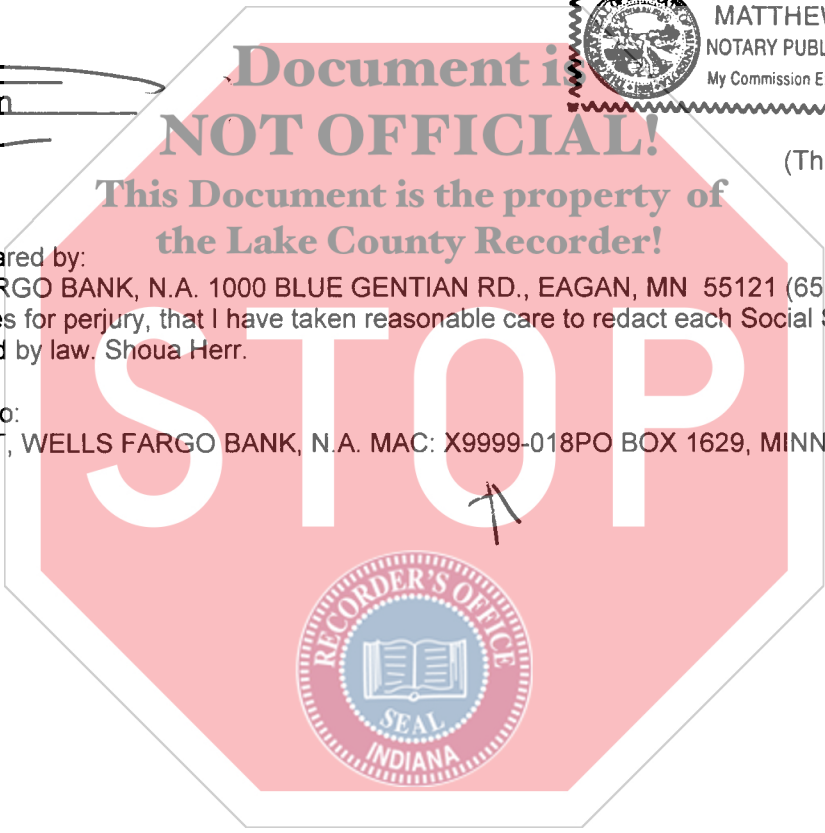 MATTHEW
NOTARY PUBL
My Commission E
Document is
n
NOT OFFICIAL!
(Th
This Document is the property of
the Lake County Recorder!
ared by:
RGO BANK, N.A. 1000 BLUE GENTIAN RD., EAGAN, MN 55121 (65
s for perjury, that I have taken reasonable care to redact each Social S
d by law. Shoua Herr.
o:
T, WELLS FARGO BANK, N.A. MAC: X9999-018PO BOX 1629, MINN
STOP
RECORDER'S OFFICE
SEAL
INDIANA